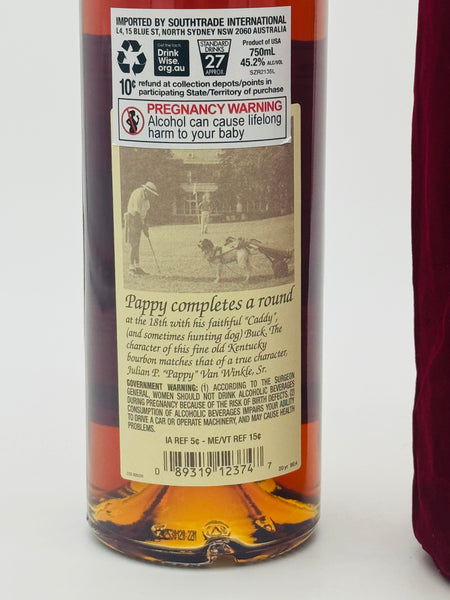 IMPORTED BY SOUTHTRADE INTERNATIONAL
L4, 15 BLUE ST, NORTH SYDNEY NSW 2060 AUSTRALIA
Get the facts
Drink
Wise.
org.au
STANDARD
DRINKS
27
APPROX.
Product of USA
750mL
45.2% ALC/VOL
10¢ refund at collection depots/points in
participating State/Territory of purchase
PREGNANCY WARNING
Alcohol can cause lifelong
harm to your baby
Pappy completes a round
at the 18th with his faithful "Caddy",
(and sometimes hunting dog) Buck. The
character of this fine old Kentucky
bourbon matches that of a true character,
Julian P. "Pappy" Van Winkle, Sr.
GOVERNMENT WARNING: (1) ACCORDING TO THE SURGEON
GENERAL, WOMEN SHOULD NOT DRINK ALCOHOLIC BEVERAGES
DURING PREGNANCY BECAUSE OF THE RISK OF BIRTH DEFECTS. (2)
CONSUMPTION OF ALCOHOLIC BEVERAGES IMPAIRS YOUR ABILITY
TO DRIVE A CAR OR OPERATE MACHINERY, AND MAY CAUSE HEALTH
PROBLEMS.
IA REF 5¢ - ME/VT REF 15¢
0 89319 12374 7